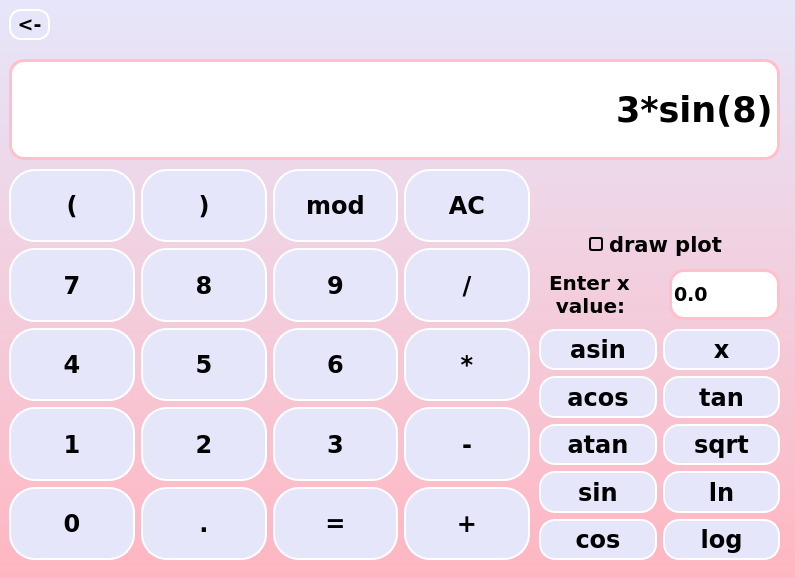 <-
3*sin(8)
( ) mod AC
draw plot
7 8 9 /
Enter x
value:
0.0
4 5 6 *
asin x
acos tan
1 2 3 -
atan sqrt
sin ln
0 . = +
cos log